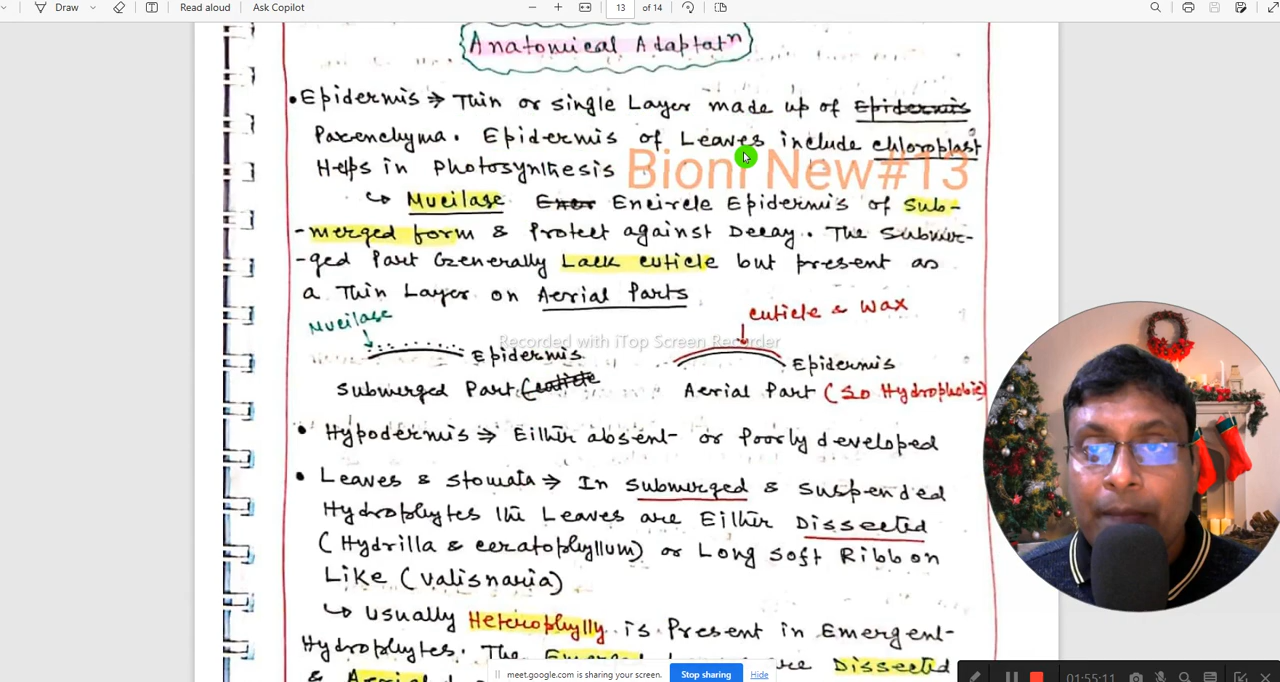 Draw
Read aloud
Ask Copilot
13
of 14
Anatomical Adaptatn
• Epidermis → Thin or single Layer made up of Epidermis
Parenchyma. Epidermis of Leaves include chloroplast
Helps in Photosynthesis
Bioni New#13
↳ Mucilase Encircle Epidermis of Sub-
-merged form & Protect against Decay. The submer-
-ged Part Generally Lack cuticle but present as
a Thin Layer on Aerial Parts
Mucilase
cuticle & wax
Recorded with iTop Screen Recorder
Epidermis
Epidermis
Submerged Part (cuticle
Aerial Part (so Hydrophobic)
• Hypodermis → Either absent or Poorly developed
• Leaves & stomata → In submerged & suspended
Hydrophytes the Leaves are Either Dissected
(Hydrilla & ceratophyllum) or Long soft Ribbon
Like (valisnaria)
↳ usually Heterophylly is Present in Emergent
Hydrophytes. The are Dissected
&
meet.google.com is sharing your screen.
Stop sharing
Hide
01:55:11